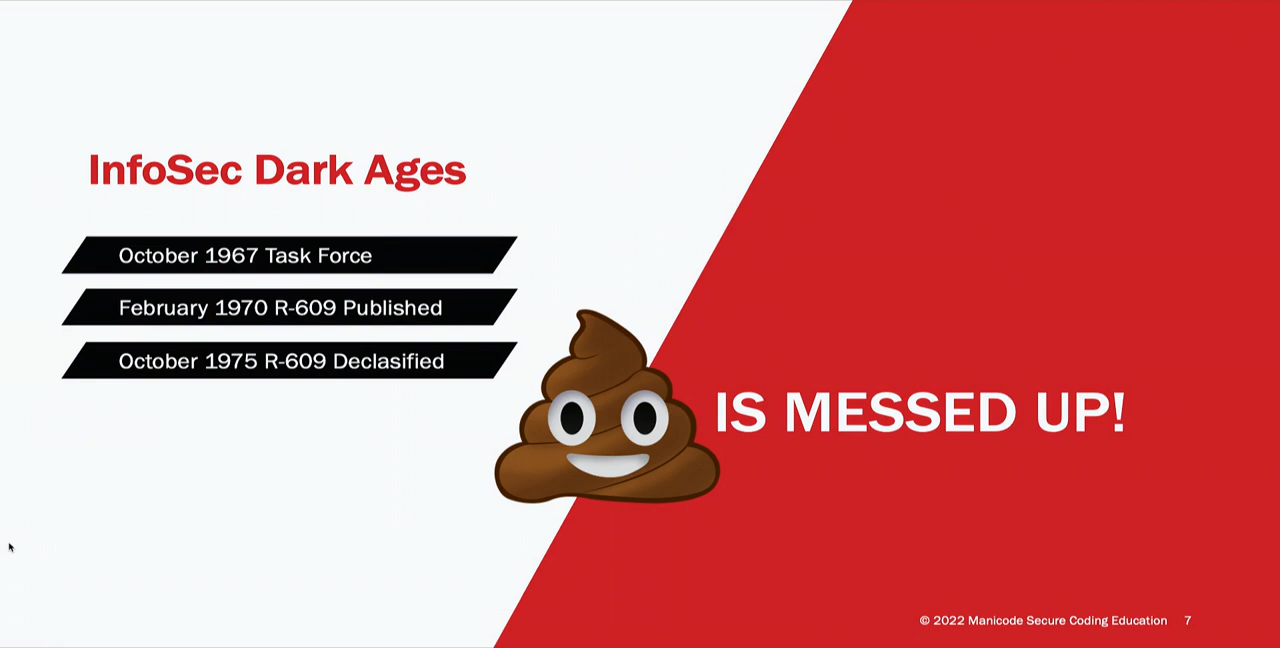 InfoSec Dark Ages
October 1967 Task Force
February 1970 R-609 Published
October 1975 R-609 Declasified
IS MESSED UP!
© 2022 Manicode Secure Coding Education 7